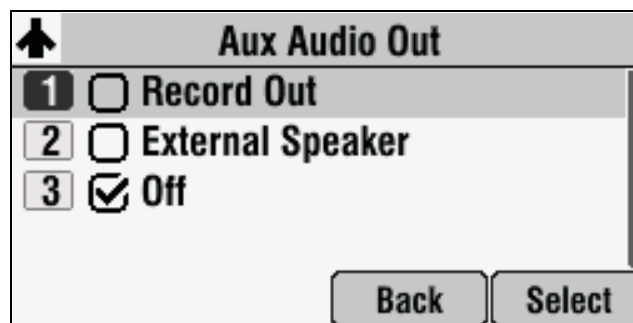 Aux Audio Out
1 Record Out
2 External Speaker
3 Off
Back Select